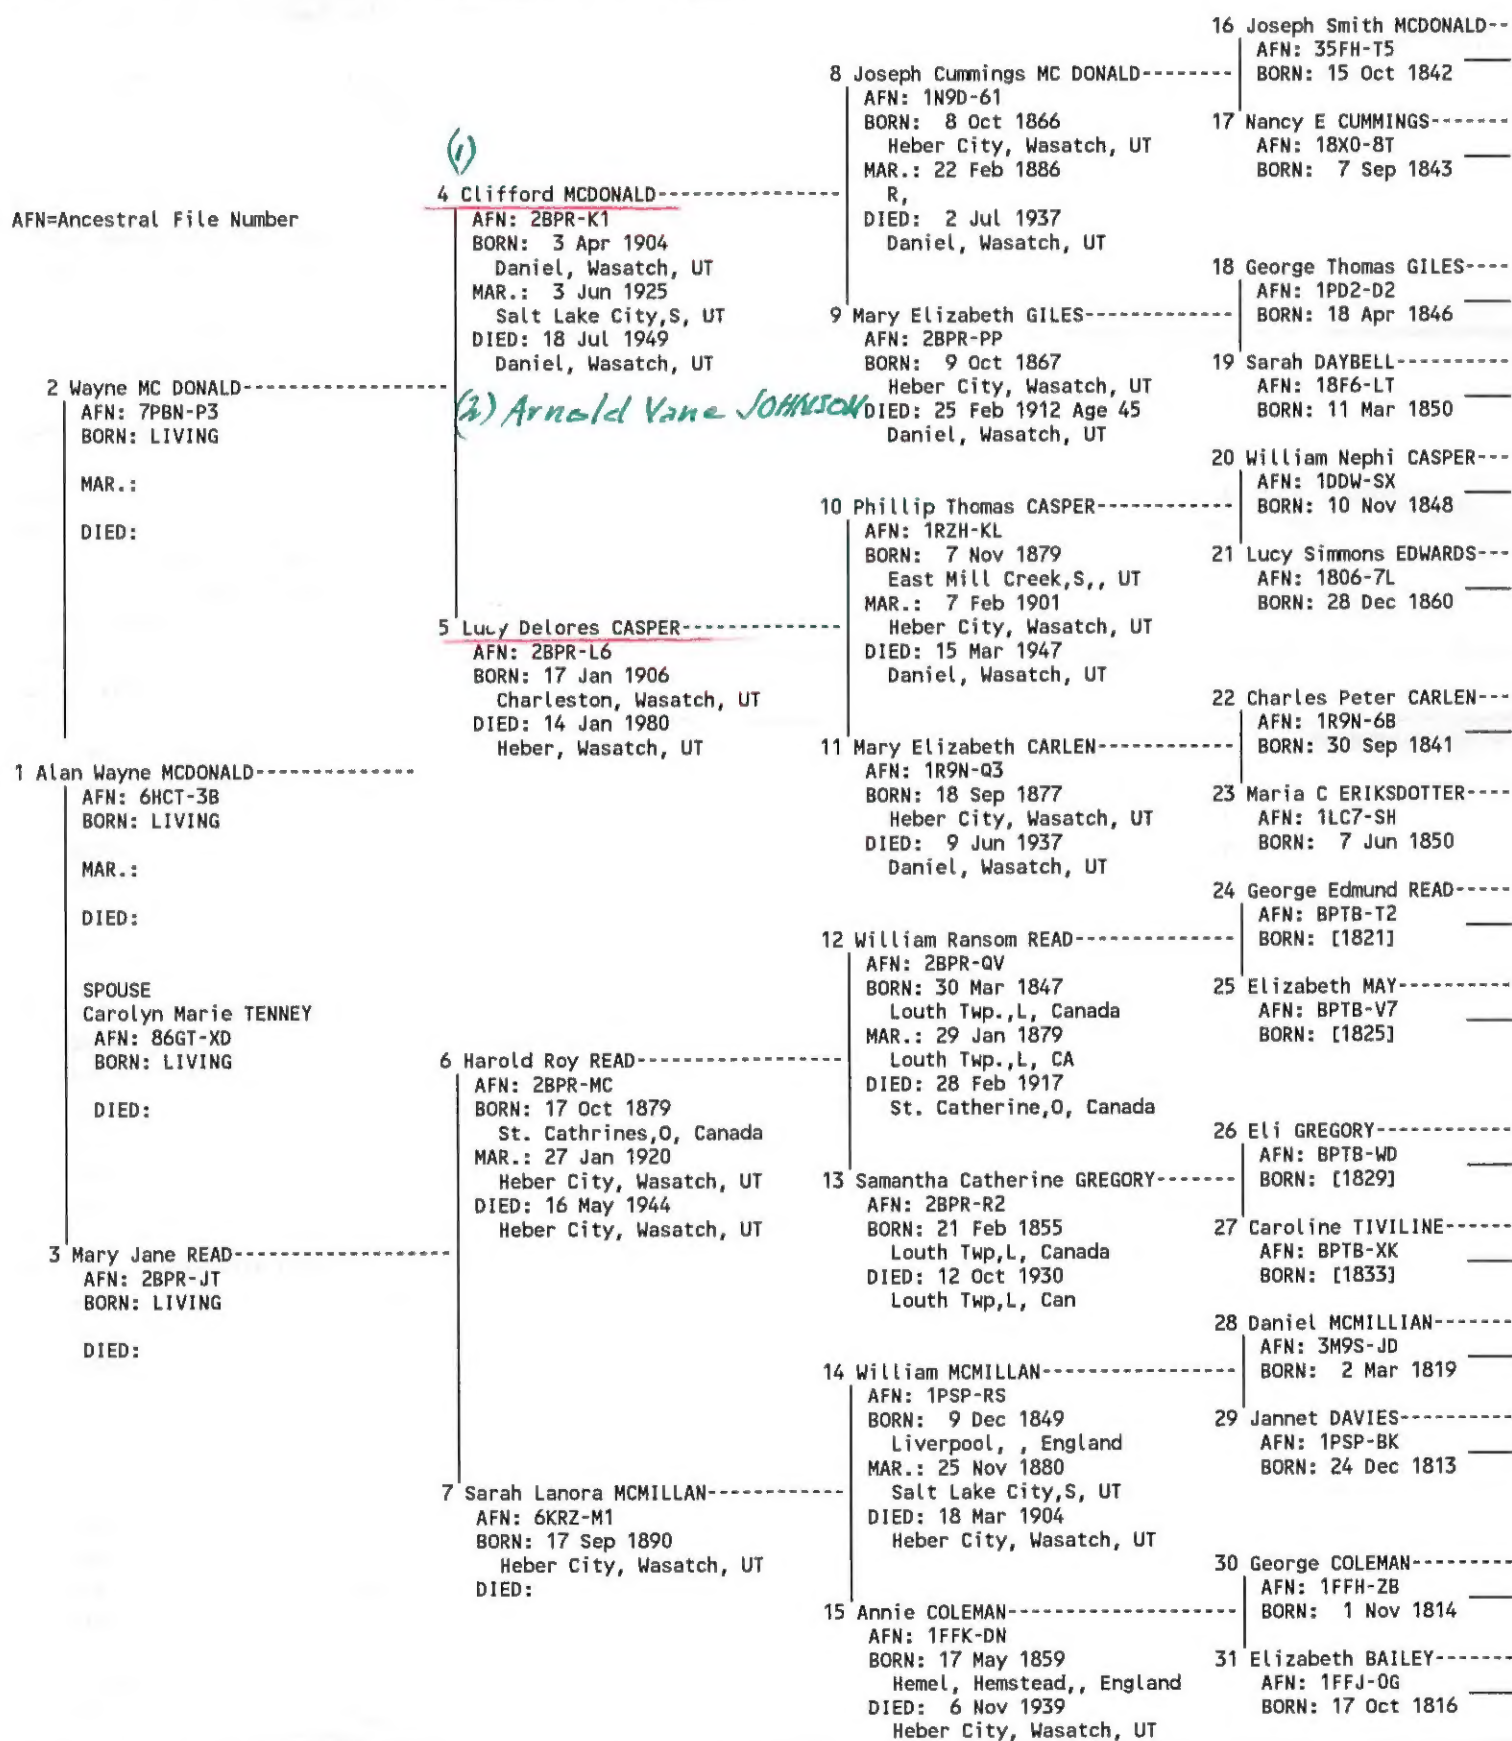 AFN=Ancestral File Number
1 Alan Wayne MCDONALD-------------
AFN: 6HCT-3B
BORN: LIVING
MAR.:
DIED:
SPOUSE
Carolyn Marie TENNEY
AFN: 86GT-XD
BORN: LIVING
DIED:
2 Wayne MC DONALD-----------------
AFN: 7PBN-P3
BORN: LIVING
MAR.:
DIED:
3 Mary Jane READ------------------
AFN: 2BPR-JT
BORN: LIVING
DIED:
(1)
4 Clifford MCDONALD---------------
AFN: 2BPR-K1
BORN: 3 Apr 1904
Daniel, Wasatch, UT
MAR.: 3 Jun 1925
Salt Lake City,S, UT
DIED: 18 Jul 1949
Daniel, Wasatch, UT
(2) Arnold Vane JOHNSON
5 Lucy Delores CASPER-------------
AFN: 2BPR-L6
BORN: 17 Jan 1906
Charleston, Wasatch, UT
DIED: 14 Jan 1980
Heber, Wasatch, UT
6 Harold Roy READ-----------------
AFN: 2BPR-MC
BORN: 17 Oct 1879
St. Cathrines,O, Canada
MAR.: 27 Jan 1920
Heber City, Wasatch, UT
DIED: 16 May 1944
Heber City, Wasatch, UT
7 Sarah Lanora MCMILLAN-----------
AFN: 6KRZ-M1
BORN: 17 Sep 1890
Heber City, Wasatch, UT
DIED:
8 Joseph Cummings MC DONALD--------
AFN: 1N9D-61
BORN: 8 Oct 1866
Heber City, Wasatch, UT
MAR.: 22 Feb 1886
R,
DIED: 2 Jul 1937
Daniel, Wasatch, UT
9 Mary Elizabeth GILES-------------
AFN: 2BPR-PP
BORN: 9 Oct 1867
Heber City, Wasatch, UT
DIED: 25 Feb 1912 Age 45
Daniel, Wasatch, UT
10 Phillip Thomas CASPER------------
AFN: 1RZH-KL
BORN: 7 Nov 1879
East Mill Creek,S,, UT
MAR.: 7 Feb 1901
Heber City, Wasatch, UT
DIED: 15 Mar 1947
Daniel, Wasatch, UT
11 Mary Elizabeth CARLEN------------
AFN: 1R9N-Q3
BORN: 18 Sep 1877
Heber City, Wasatch, UT
DIED: 9 Jun 1937
Daniel, Wasatch, UT
12 William Ransom READ--------------
AFN: 2BPR-QV
BORN: 30 Mar 1847
Louth Twp.,L, Canada
MAR.: 29 Jan 1879
Louth Twp.,L, CA
DIED: 28 Feb 1917
St. Catherine,O, Canada
13 Samantha Catherine GREGORY-------
AFN: 2BPR-R2
BORN: 21 Feb 1855
Louth Twp,L, Canada
DIED: 12 Oct 1930
Louth Twp,L, Can
14 William MCMILLAN-----------------
AFN: 1PSP-RS
BORN: 9 Dec 1849
Liverpool, , England
MAR.: 25 Nov 1880
Salt Lake City,S, UT
DIED: 18 Mar 1904
Heber City, Wasatch, UT
15 Annie COLEMAN--------------------
AFN: 1FFK-DN
BORN: 17 May 1859
Hemel, Hemstead,, England
DIED: 6 Nov 1939
Heber City, Wasatch, UT
16 Joseph Smith MCDONALD--
AFN: 35FH-T5
BORN: 15 Oct 1842
17 Nancy E CUMMINGS-------
AFN: 18X0-8T
BORN: 7 Sep 1843
18 George Thomas GILES----
AFN: 1PD2-D2
BORN: 18 Apr 1846
19 Sarah DAYBELL----------
AFN: 18F6-LT
BORN: 11 Mar 1850
20 William Nephi CASPER---
AFN: 1DDW-SX
BORN: 10 Nov 1848
21 Lucy Simmons EDWARDS---
AFN: 1806-7L
BORN: 28 Dec 1860
22 Charles Peter CARLEN---
AFN: 1R9N-6B
BORN: 30 Sep 1841
23 Maria C ERIKSDOTTER----
AFN: 1LC7-SH
BORN: 7 Jun 1850
24 George Edmund READ-----
AFN: BPTB-T2
BORN: [1821]
25 Elizabeth MAY----------
AFN: BPTB-V7
BORN: [1825]
26 Eli GREGORY------------
AFN: BPTB-WD
BORN: [1829]
27 Caroline TIVILINE------
AFN: BPTB-XK
BORN: [1833]
28 Daniel MCMILLIAN-------
AFN: 3M9S-JD
BORN: 2 Mar 1819
29 Jannet DAVIES----------
AFN: 1PSP-BK
BORN: 24 Dec 1813
30 George COLEMAN---------
AFN: 1FFH-ZB
BORN: 1 Nov 1814
31 Elizabeth BAILEY-------
AFN: 1FFJ-0G
BORN: 17 Oct 1816